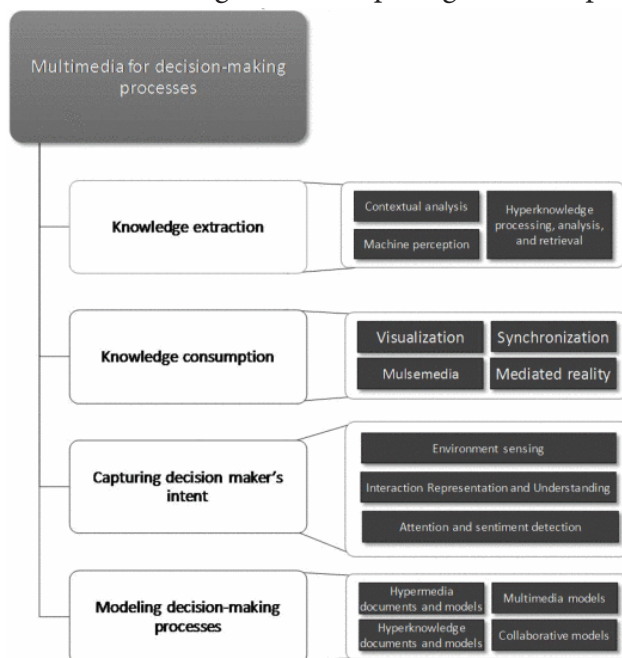 Multimedia for decision-making
processes
Knowledge extraction
Contextual analysis
Machine perception
Hyperknowledge
processing, analysis,
and retrieval
Knowledge consumption
Visualization
Synchronization
Mulsemedia
Mediated reality
Capturing decision maker's
intent
Environment sensing
Interaction Representation and Understanding
Attention and sentiment detection
Modeling decision-making
processes
Hypermedia
documents and models
Multimedia models
Hyperknowledge
documents and models
Collaborative models